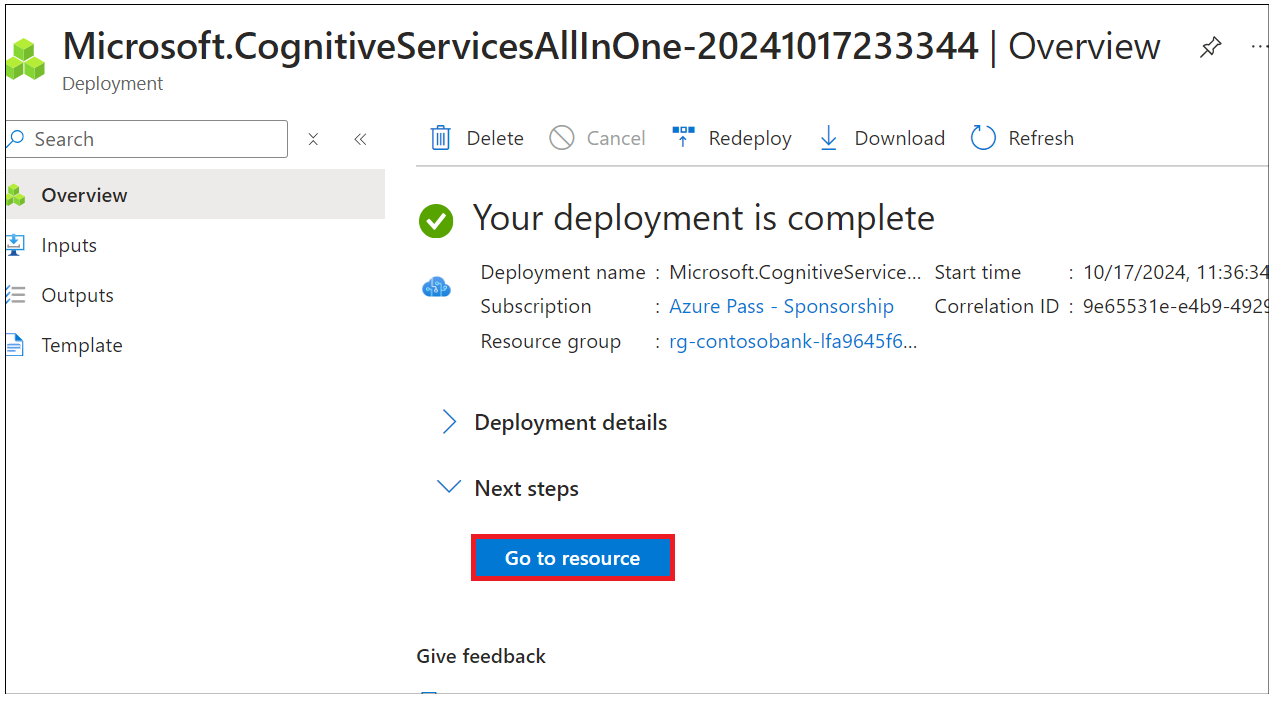 Microsoft.CognitiveServicesAllInOne-20241017233344 | Overview
Deployment
Search
Delete Cancel Redeploy Download Refresh
Overview
Inputs
Outputs
Template
Your deployment is complete
Deployment name : Microsoft.CognitiveService... Start time : 10/17/2024, 11:36:34
Subscription : Azure Pass - Sponsorship Correlation ID : 9e65531e-e4b9-4929
Resource group : rg-contosobank-lfa9645f6...
Deployment details
Next steps
Go to resource
Give feedback